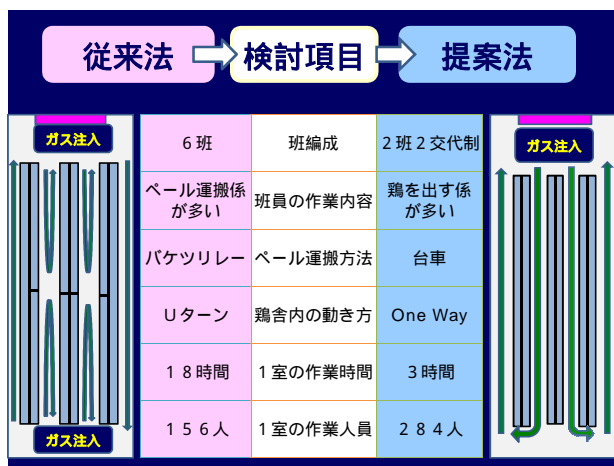 従来法
検討項目
提案法
ガス注入
ガス注入
6班
班編成
2班2交代制
ペール運搬係
が多い
班員の作業内容
鶏を出す係
が多い
バケツリレー
ペール運搬方法
台車
Uターン
鶏舎内の動き方
One Way
18時間
1室の作業時間
3時間
156人
1室の作業人員
284人
ガス注入